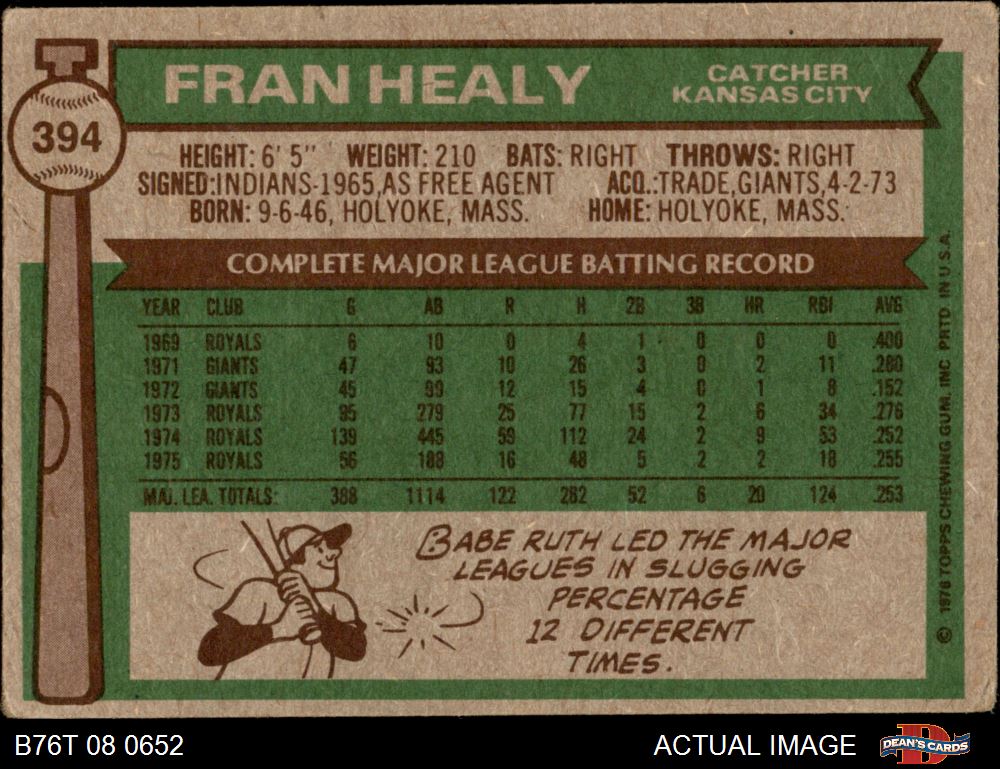 394
FRAN HEALY
CATCHER
KANSAS CITY
HEIGHT: 6' 5" WEIGHT: 210 BATS: RIGHT THROWS: RIGHT
SIGNED:INDIANS-1965,AS FREE AGENT ACQ.:TRADE,GIANTS,4-2-73
BORN: 9-6-46, HOLYOKE, MASS. HOME: HOLYOKE, MASS.
COMPLETE MAJOR LEAGUE BATTING RECORD
YEAR CLUB G AB R H 2B 3B HR RBI AVG
1969 ROYALS 6 10 0 4 1 0 0 0 .400
1971 GIANTS 47 93 10 26 3 0 2 11 .280
1972 GIANTS 45 99 12 15 4 0 1 8 .152
1973 ROYALS 95 279 25 77 15 2 6 34 .276
1974 ROYALS 139 445 59 112 24 2 9 53 .252
1975 ROYALS 56 188 16 48 5 2 2 18 .255
MAJ. LEA. TOTALS: 388 1114 122 282 52 6 20 124 .253
BABE RUTH LED THE MAJOR
LEAGUES IN SLUGGING
PERCENTAGE
12 DIFFERENT
TIMES.
© 1976 TOPPS CHEWING GUM, INC. PRTD. IN U.S.A.
B76T 08 0652
ACTUAL IMAGE
DEAN'S CARDS